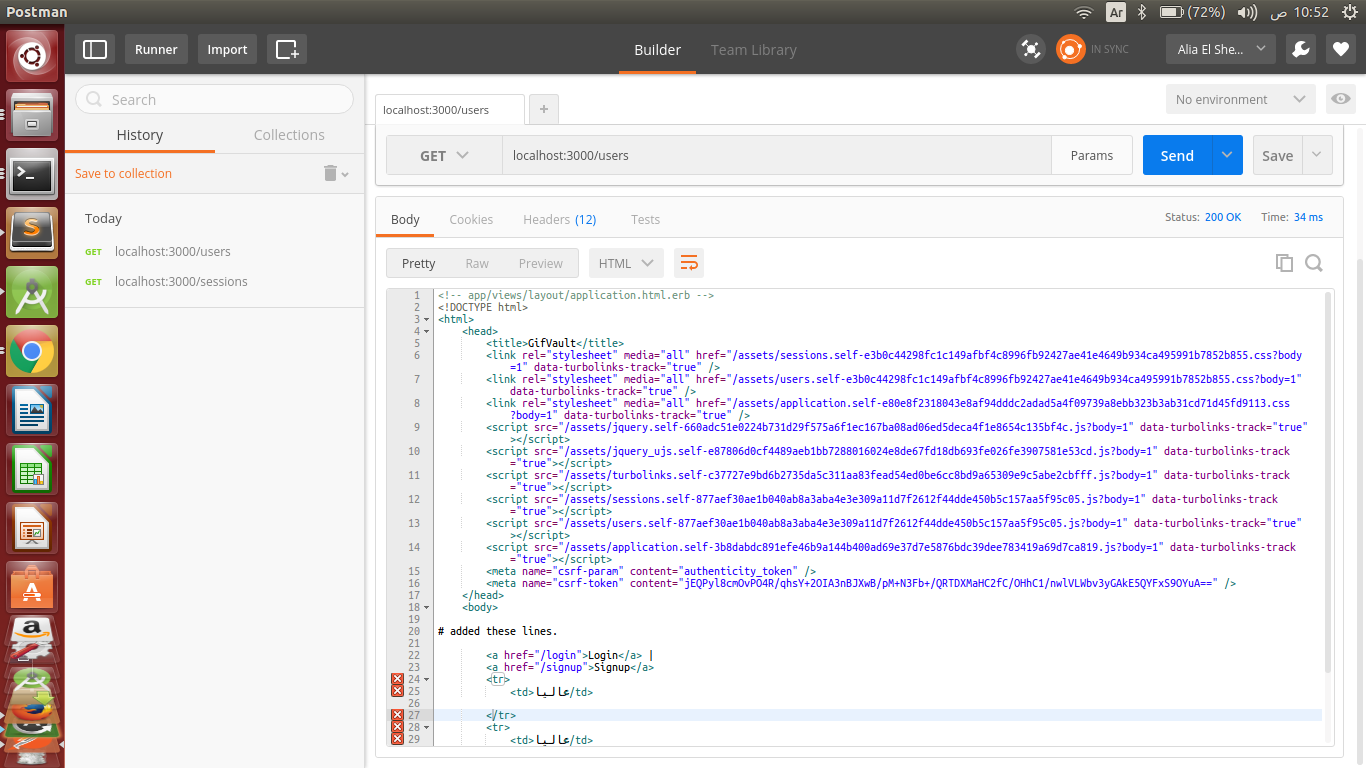 Postman
Ar
(72%)
10:52 ص
Runner
Import
Builder
Team Library
IN SYNC
Alia El She...
Search
History
Collections
Save to collection
Today
GET localhost:3000/users
GET localhost:3000/sessions
localhost:3000/users
+
No environment
GET
localhost:3000/users
Params
Send
Save
Body
Cookies
Headers (12)
Tests
Status: 200 OK
Time: 34 ms
Pretty
Raw
Preview
HTML
1 <!-- app/views/layout/application.html.erb -->
2 <!DOCTYPE html>
3 <html>
4 <head>
5 <title>GifVault</title>
6 <link rel="stylesheet" media="all" href="/assets/sessions.self-e3b0c44298fc1c149afbf4c8996fb92427ae41e4649b934ca495991b7852b855.css?body
=1" data-turbolinks-track="true" />
7 <link rel="stylesheet" media="all" href="/assets/users.self-e3b0c44298fc1c149afbf4c8996fb92427ae41e4649b934ca495991b7852b855.css?body=1"
data-turbolinks-track="true" />
8 <link rel="stylesheet" media="all" href="/assets/application.self-e80e8f2318043e8af94dddc2adad5a4f09739a8ebb323b3ab31cd71d45fd9113.css
?body=1" data-turbolinks-track="true" />
9 <script src="/assets/jquery.self-660adc51e0224b731d29f575a6f1ec167ba08ad06ed5deca4f1e8654c135bf4c.js?body=1" data-turbolinks-track="true"
></script>
10 <script src="/assets/jquery_ujs.self-e87806d0cf4489aeb1bb7288016024e8de67fd18db693fe026fe3907581e53cd.js?body=1" data-turbolinks-track
="true"></script>
11 <script src="/assets/turbolinks.self-c37727e9bd6b2735da5c311aa83fead54ed0be6cc8bd9a65309e9c5abe2cbfff.js?body=1" data-turbolinks-track
="true"></script>
12 <script src="/assets/sessions.self-877aef30ae1b040ab8a3aba4e3e309a11d7f2612f44dde450b5c157aa5f95c05.js?body=1" data-turbolinks-track
="true"></script>
13 <script src="/assets/users.self-877aef30ae1b040ab8a3aba4e3e309a11d7f2612f44dde450b5c157aa5f95c05.js?body=1" data-turbolinks-track="true"
></script>
14 <script src="/assets/application.self-3b8dabdc891efe46b9a144b400ad69e37d7e5876bdc39dee783419a69d7ca819.js?body=1" data-turbolinks-track
="true"></script>
15 <meta name="csrf-param" content="authenticity_token" />
16 <meta name="csrf-token" content="jEQPyl8cmOvPO4R/qhsY+2OIA3nBJXwB/pM+N3Fb+/QRTDXMaHC2fC/OHhC1/nwlVLWbv3yGAkE5QYFxS9OYuA==" />
17 </head>
18 <body>
19
20 # added these lines.
21
22 <a href="/login">Login</a> |
23 <a href="/signup">Signup</a>
24 <tr>
25 <td>عاليا/td>
26
27 </tr>
28 <tr>
29 <td>عاليا/td>